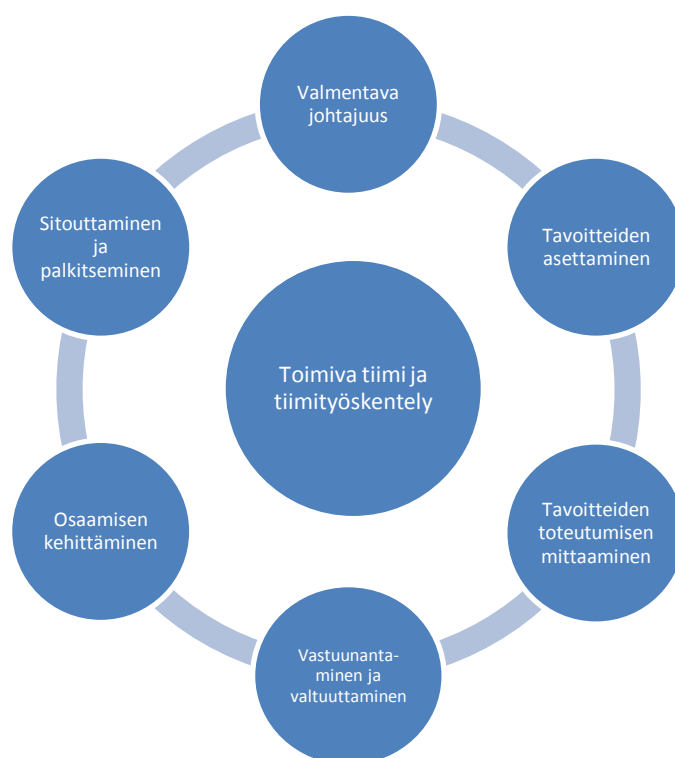 Valmentava
johtajuus
Tavoitteiden
asettaminen
Tavoitteiden
toteutumisen
mittaaminen
Vastuunanta-
minen ja
valtuuttaminen
Osaamisen
kehittäminen
Sitouttaminen
ja
palkitseminen
Toimiva tiimi ja
tiimityöskentely